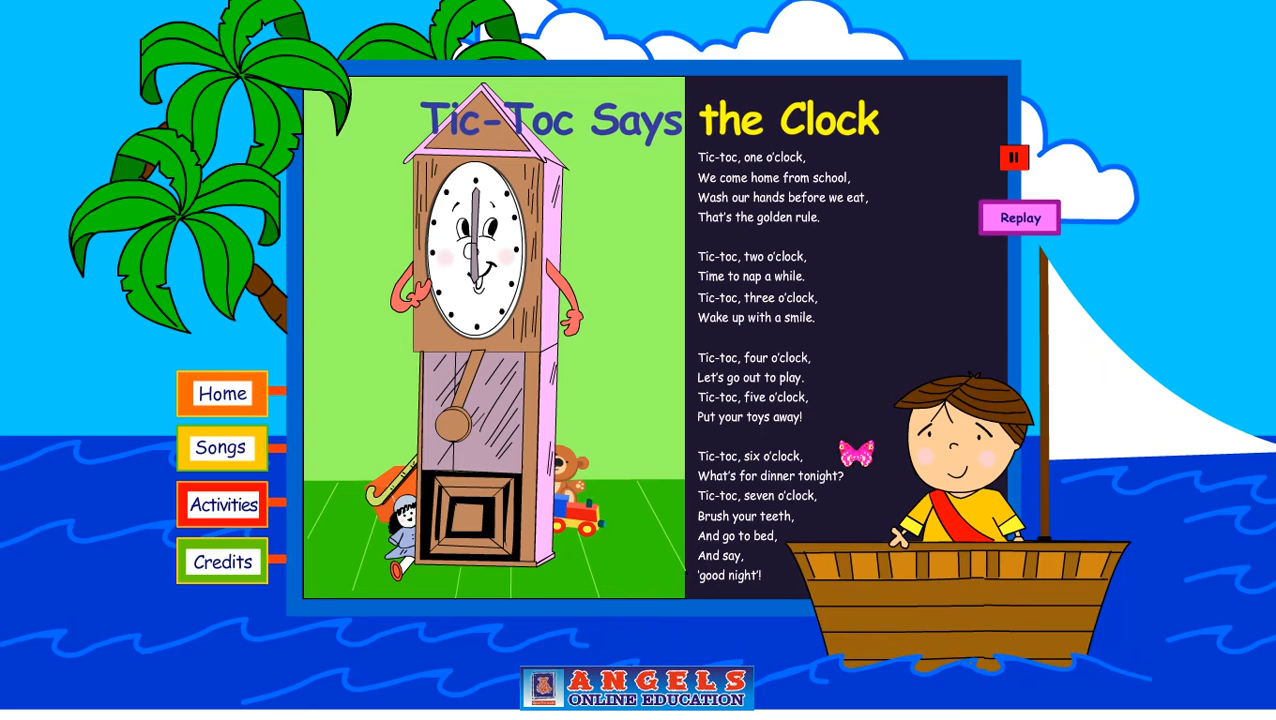 Tic-Toc Says the Clock
Tic-toc, one o'clock,
We come home from school,
Wash our hands before we eat,
That's the golden rule.
Tic-toc, two o'clock,
Time to nap a while.
Tic-toc, three o'clock,
Wake up with a smile.
Tic-toc, four o'clock,
Let's go out to play.
Tic-toc, five o'clock,
Put your toys away!
Tic-toc, six o'clock,
What's for dinner tonight?
Tic-toc, seven o'clock,
Brush your teeth,
And go to bed,
And say,
'good night'!
Replay
Home
Songs
Activities
Credits
ANGELS
ONLINE EDUCATION